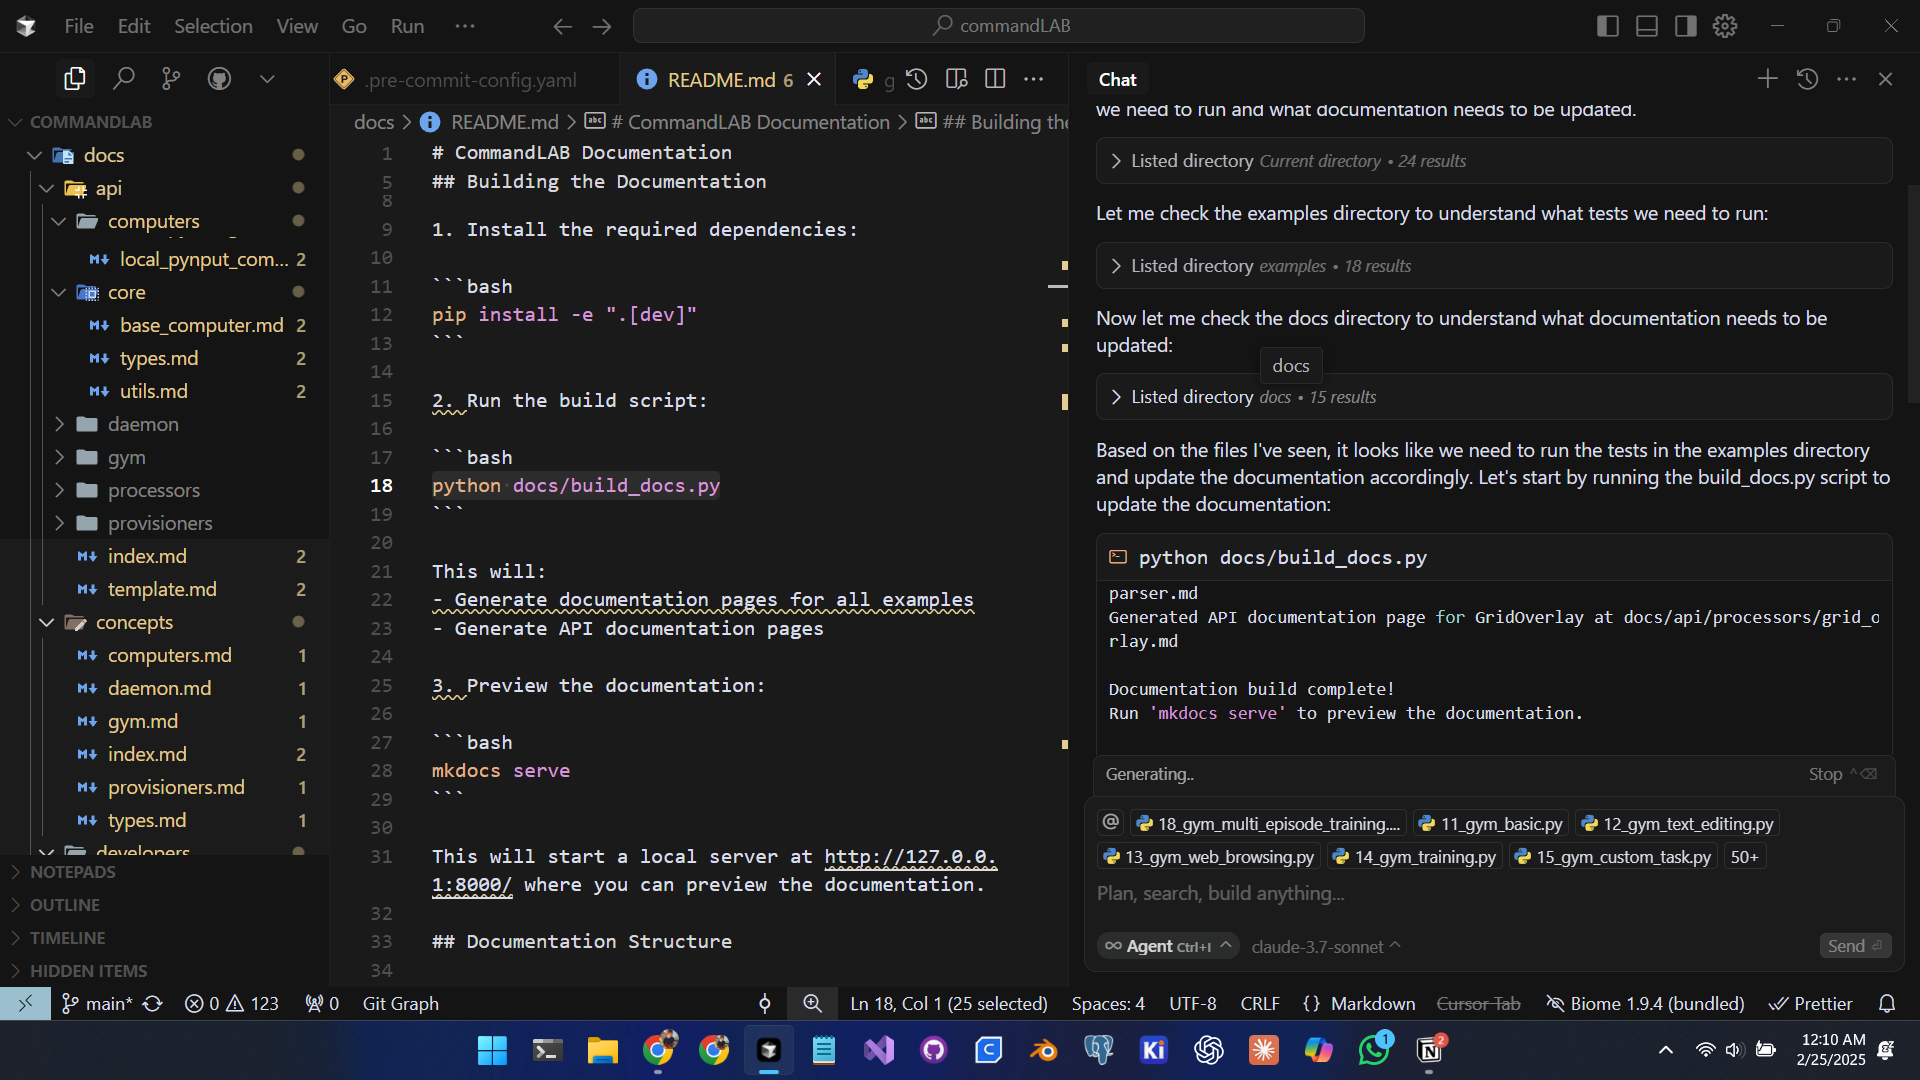 File Edit Selection View Go Run ··· commandLAB
.pre-commit-config.yaml README.md 6 g Chat
docs > README.md > # CommandLAB Documentation > ## Building the
COMMANDLAB
docs
api
computers
local_pynput_com... 2
core
base_computer.md 2
types.md 2
utils.md 2
daemon
gym
processors
provisioners
index.md 2
template.md 2
concepts
computers.md 1
daemon.md 1
gym.md 1
index.md 2
provisioners.md 1
types.md 1
developers
NOTEPADS
OUTLINE
TIMELINE
HIDDEN ITEMS
1 # CommandLAB Documentation
5 ## Building the Documentation
8
9 1. Install the required dependencies:
10
11 ```bash
12 pip install -e ".[dev]"
13 ```
14
15 2. Run the build script:
16
17 ```bash
18 python docs/build_docs.py
19 ```
20
21 This will:
22 - Generate documentation pages for all examples
23 - Generate API documentation pages
24
25 3. Preview the documentation:
26
27 ```bash
28 mkdocs serve
29 ```
30
31 This will start a local server at http://127.0.0.
1:8000/ where you can preview the documentation.
32
33 ## Documentation Structure
34
we need to run and what documentation needs to be updated.
Listed directory Current directory • 24 results
Let me check the examples directory to understand what tests we need to run:
Listed directory examples • 18 results
Now let me check the docs directory to understand what documentation needs to be
updated:
docs
Listed directory docs • 15 results
Based on the files I've seen, it looks like we need to run the tests in the examples directory
and update the documentation accordingly. Let's start by running the build_docs.py script to
update the documentation:
python docs/build_docs.py
parser.md
Generated API documentation page for GridOverlay at docs/api/processors/grid_o
rlay.md
Documentation build complete!
Run 'mkdocs serve' to preview the documentation.
Generating.. Stop ^⌫
@ 18_gym_multi_episode_training.... 11_gym_basic.py 12_gym_text_editing.py
13_gym_web_browsing.py 14_gym_training.py 15_gym_custom_task.py 50+
Plan, search, build anything...
∞ Agent Ctrl+I ^ claude-3.7-sonnet ^ Send ⏎
main* 0 123 0 Git Graph Ln 18, Col 1 (25 selected) Spaces: 4 UTF-8 CRLF {} Markdown Cursor Tab Biome 1.9.4 (bundled) Prettier
Ki 1 2 12:10 AM
2/25/2025